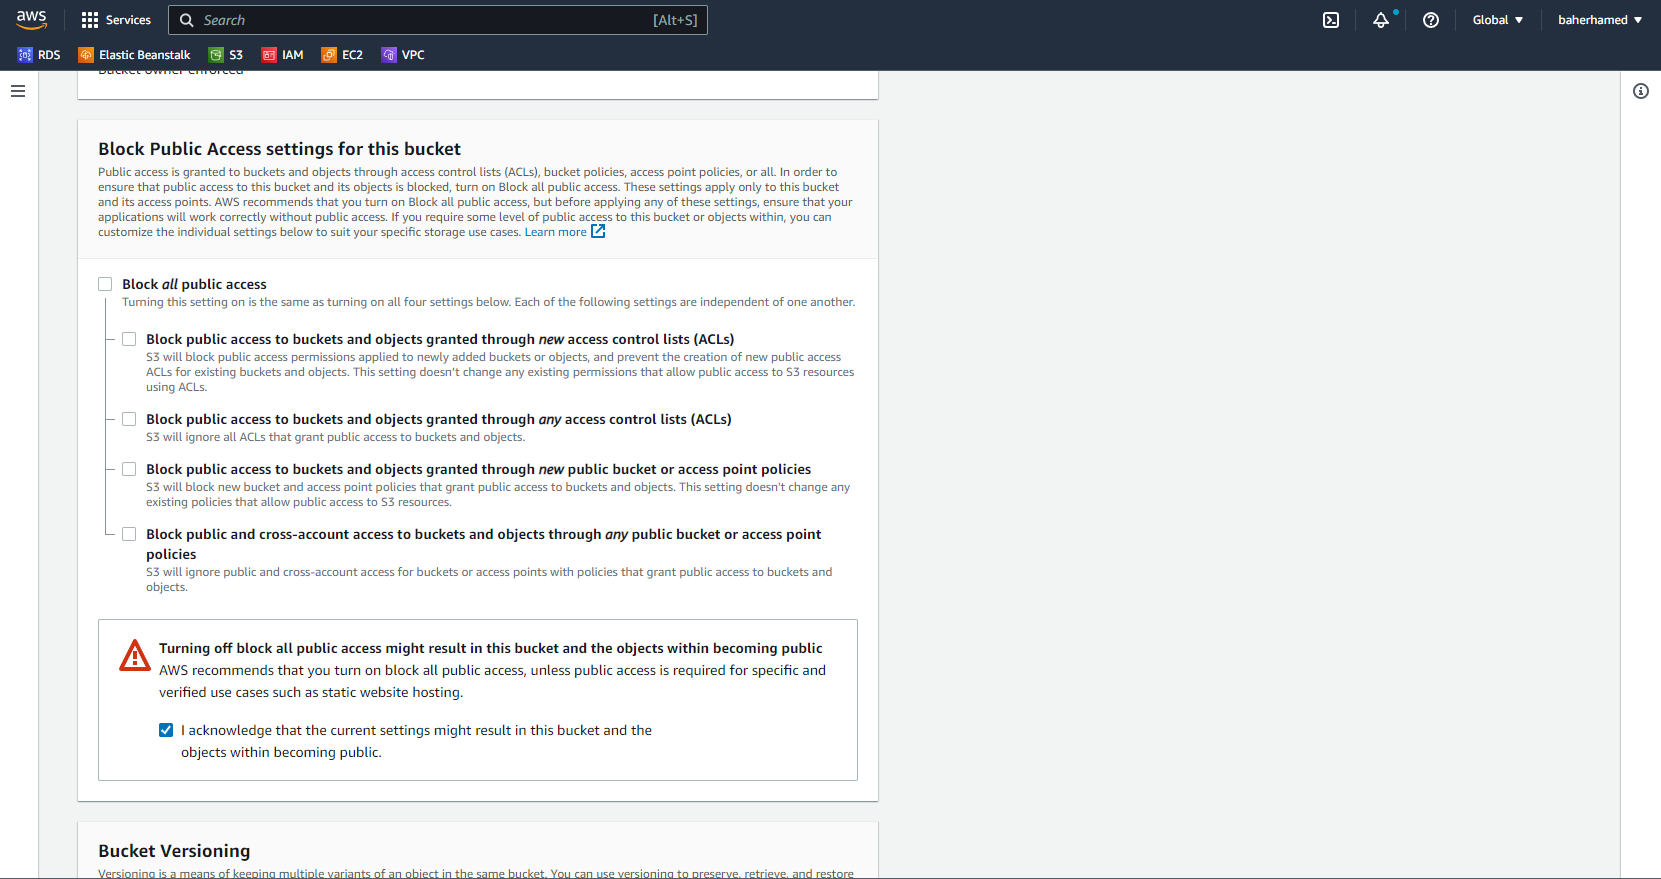 aws
Services
Search
[Alt+S]
Global
baherhamed
RDS
Elastic Beanstalk
S3
IAM
EC2
VPC
Bucket owner enforced
Block Public Access settings for this bucket
Public access is granted to buckets and objects through access control lists (ACLs), bucket policies, access point policies, or all. In order to
ensure that public access to this bucket and its objects is blocked, turn on Block all public access. These settings apply only to this bucket
and its access points. AWS recommends that you turn on Block all public access, but before applying any of these settings, ensure that your
applications will work correctly without public access. If you require some level of public access to this bucket or objects within, you can
customize the individual settings below to suit your specific storage use cases. Learn more
Block all public access
Turning this setting on is the same as turning on all four settings below. Each of the following settings are independent of one another.
Block public access to buckets and objects granted through new access control lists (ACLs)
S3 will block public access permissions applied to newly added buckets or objects, and prevent the creation of new public access
ACLs for existing buckets and objects. This setting doesn't change any existing permissions that allow public access to S3 resources
using ACLs.
Block public access to buckets and objects granted through any access control lists (ACLs)
S3 will ignore all ACLs that grant public access to buckets and objects.
Block public access to buckets and objects granted through new public bucket or access point policies
S3 will block new bucket and access point policies that grant public access to buckets and objects. This setting doesn't change any
existing policies that allow public access to S3 resources.
Block public and cross-account access to buckets and objects through any public bucket or access point
policies
S3 will ignore public and cross-account access for buckets or access points with policies that grant public access to buckets and
objects.
Turning off block all public access might result in this bucket and the objects within becoming public
AWS recommends that you turn on block all public access, unless public access is required for specific and
verified use cases such as static website hosting.
I acknowledge that the current settings might result in this bucket and the
objects within becoming public.
Bucket Versioning
Versioning is a means of keeping multiple variants of an object in the same bucket. You can use versioning to preserve, retrieve, and restore